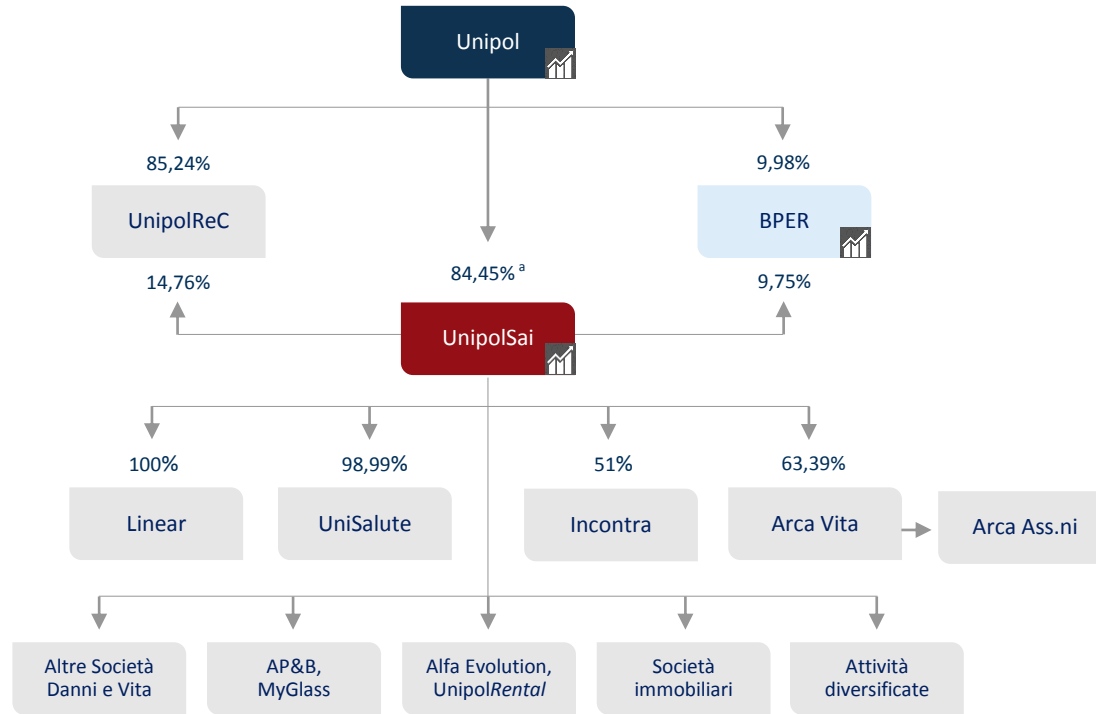 Unipol
85,24%
9,98%
UnipolReC
BPER
14,76%
84,45% a
9,75%
UnipolSai
100%
98,99%
51%
63,39%
Linear
UniSalute
Incontra
Arca Vita
Arca Ass.ni
Altre Società
Danni e Vita
AP&B,
MyGlass
Alfa Evolution,
UnipolRental
Società
immobiliari
Attività
diversificate